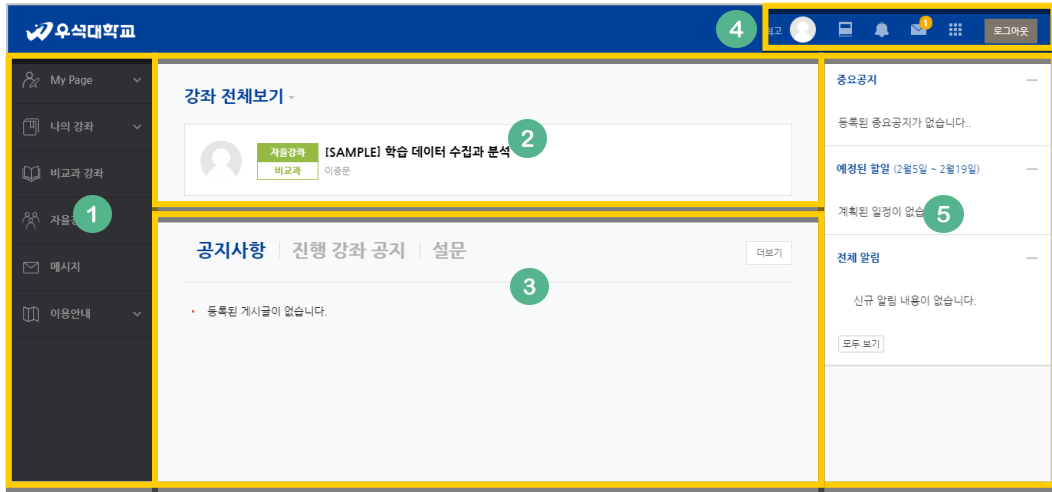 우석대학교
4
최고
1
로그아웃
My Page
나의 강좌
비교과 강좌
1
메시지
이용안내
강좌 전체보기
자율강좌
비교과
[SAMPLE] 학습 데이터 수집과 분석
이종문
2
공지사항 | 진행 강좌 공지 | 설문
더보기
3
등록된 게시글이 없습니다.
중요공지
등록된 중요공지가 없습니다..
예정된 할일 (2월5일 ~ 2월19일)
계획된 일정이
5
전체 알림
신규 알림 내용이 없습니다.
모두 보기